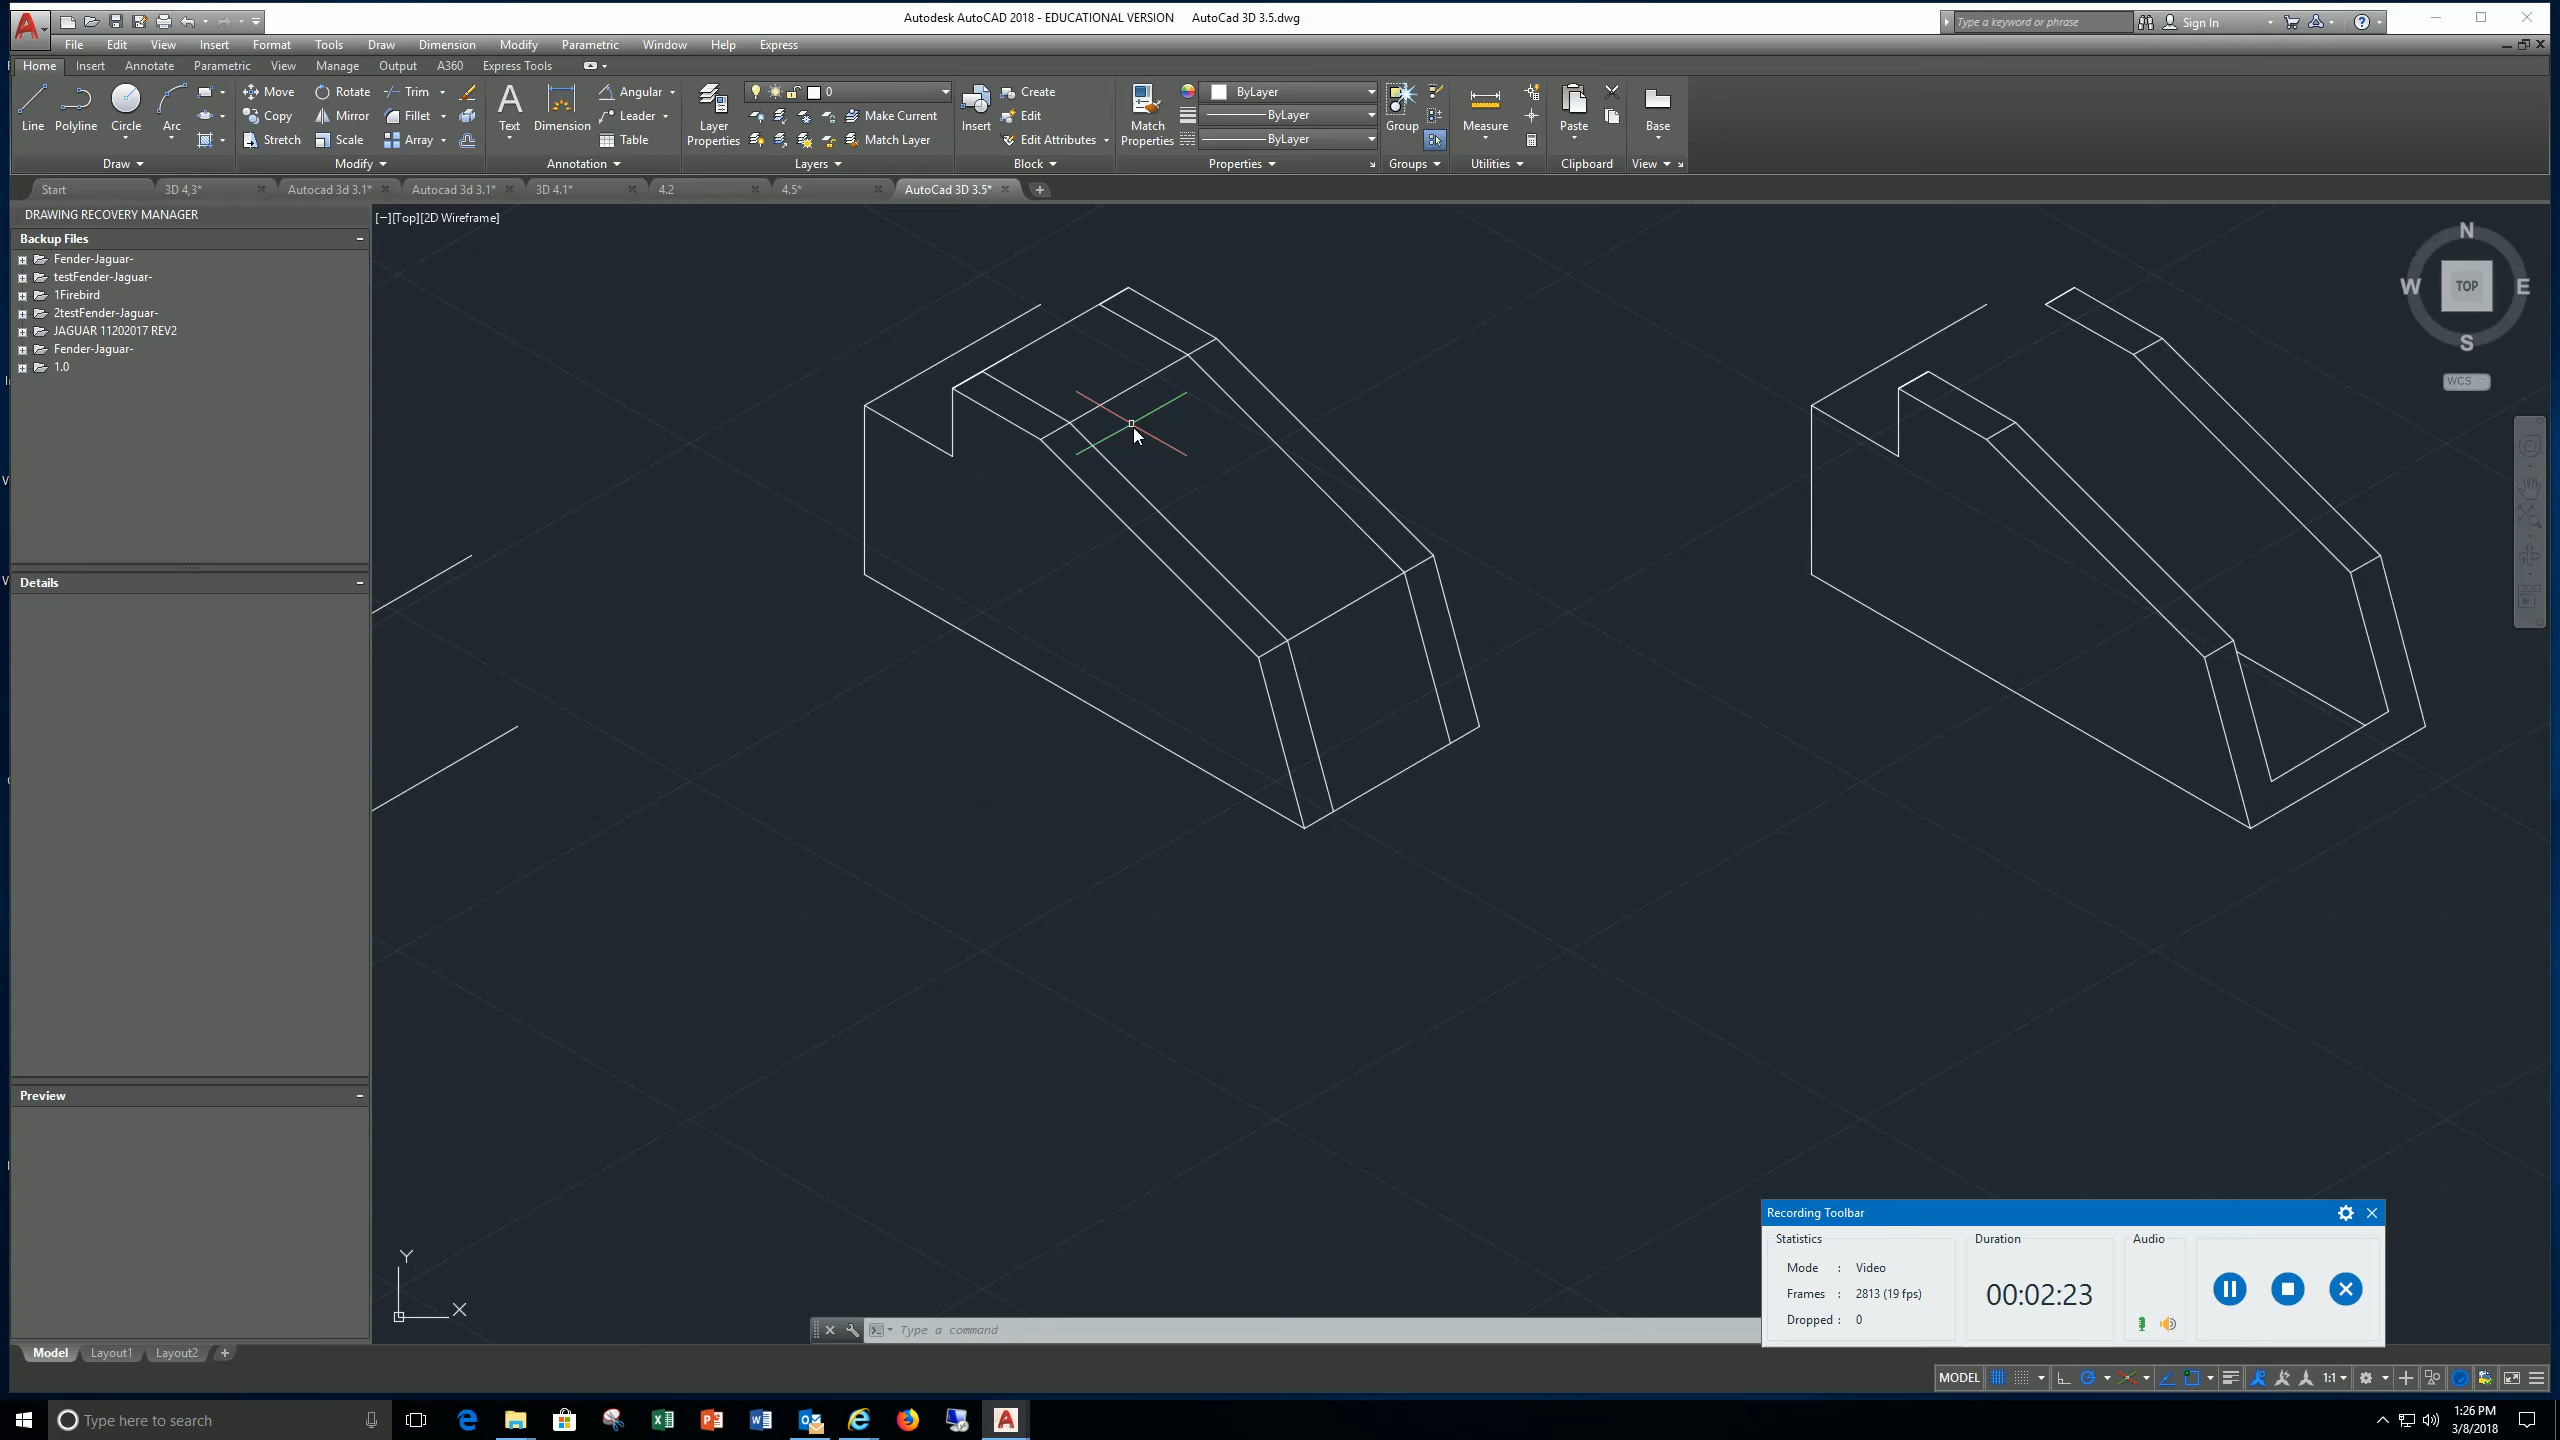 Autodesk AutoCAD 2018 - EDUCATIONAL VERSION AutoCad 3D 3.5.dwg
Type a keyword or phrase
Sign In
File Edit View Insert Format Tools Draw Dimension Modify Parametric Window Help Express
Home Insert Annotate Parametric View Manage Output A360 Express Tools
Move Rotate Trim
Angular
0
Create
ByLayer
Line Polyline Circle Arc
Copy Mirror Fillet
Text Dimension
Leader
Layer Properties
Make Current
Insert
Edit
Match Properties
ByLayer
Group
Measure
Paste
Base
Stretch Scale Array
Table
Match Layer
Edit Attributes
ByLayer
Draw Modify Annotation Layers Block Properties Groups Utilities Clipboard View
Start 3D 4,3* Autocad 3d 3.1* Autocad 3d 3.1* 3D 4.1* 4.2 4.5* AutoCad 3D 3.5*
DRAWING RECOVERY MANAGER
[−][Top][2D Wireframe]
Backup Files
Fender-Jaguar-
testFender-Jaguar-
1Firebird
2testFender-Jaguar-
JAGUAR 11202017 REV2
Fender-Jaguar-
1.0
N
W TOP E
S
WCS
Details
Preview
Y
X
Type a command
Recording Toolbar
Statistics
Mode : Video
Frames : 2813 (19 fps)
Dropped : 0
Duration
00:02:23
Audio
Model Layout1 Layout2
MODEL
1:1
Type here to search
1:26 PM
3/8/2018